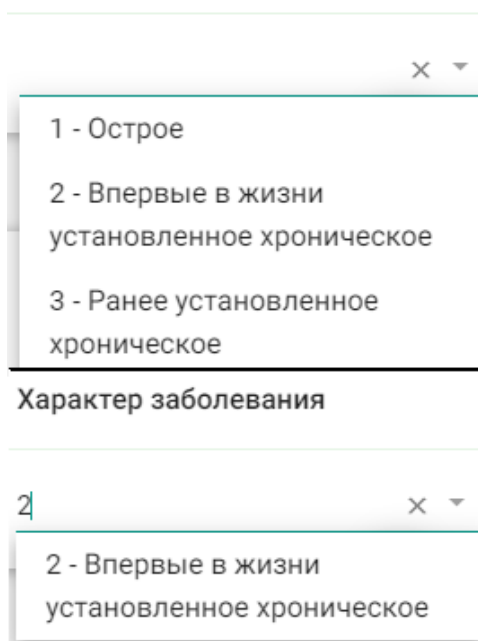 1 - Острое
2 - Впервые в жизни
установленное хроническое
3 - Ранее установленное
хроническое
Характер заболевания
2
2 - Впервые в жизни
установленное хроническое